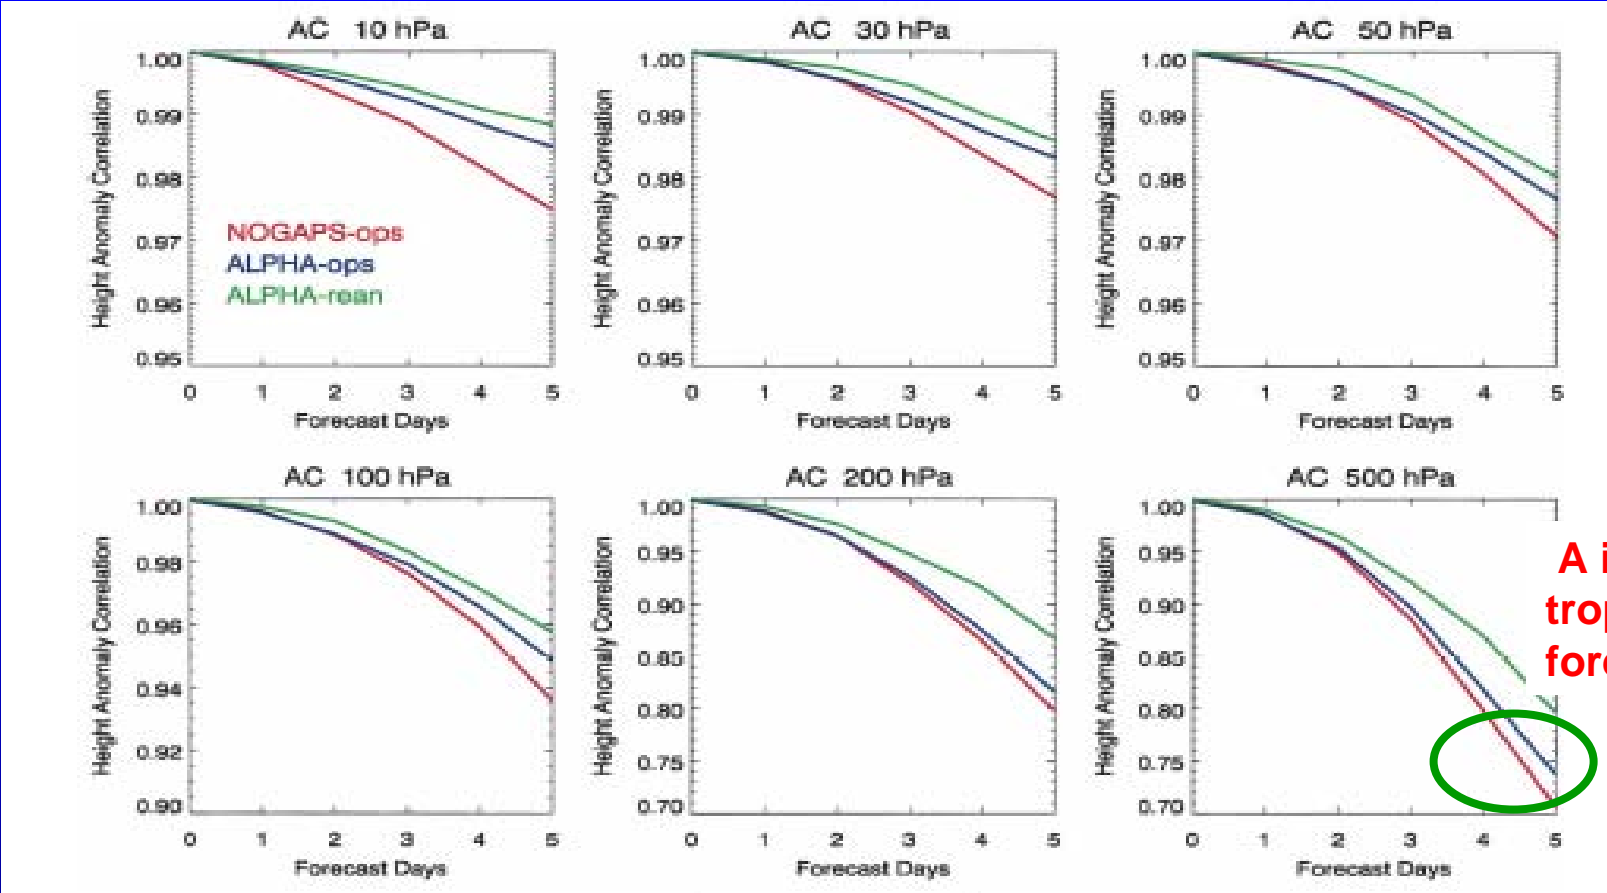 AC 10 hPa
Height Anomaly Correlation
1.00
0.99
0.98
0.97
0.96
0.95
NOGAPS-ops
ALPHA-ops
ALPHA-rean
0 1 2 3 4 5
Forecast Days
AC 30 hPa
Height Anomaly Correlation
1.00
0.99
0.98
0.97
0.96
0.95
0 1 2 3 4 5
Forecast Days
AC 50 hPa
Height Anomaly Correlation
1.00
0.99
0.98
0.97
0.96
0.95
0 1 2 3 4 5
Forecast Days
AC 100 hPa
Height Anomaly Correlation
1.00
0.98
0.96
0.94
0.92
0.90
0 1 2 3 4 5
Forecast Days
AC 200 hPa
Height Anomaly Correlation
1.00
0.95
0.90
0.85
0.80
0.75
0.70
0 1 2 3 4 5
Forecast Days
AC 500 hPa
Height Anomaly Correlation
1.00
0.95
0.90
0.85
0.80
0.75
0.70
0 1 2 3 4 5
Forecast Days
A